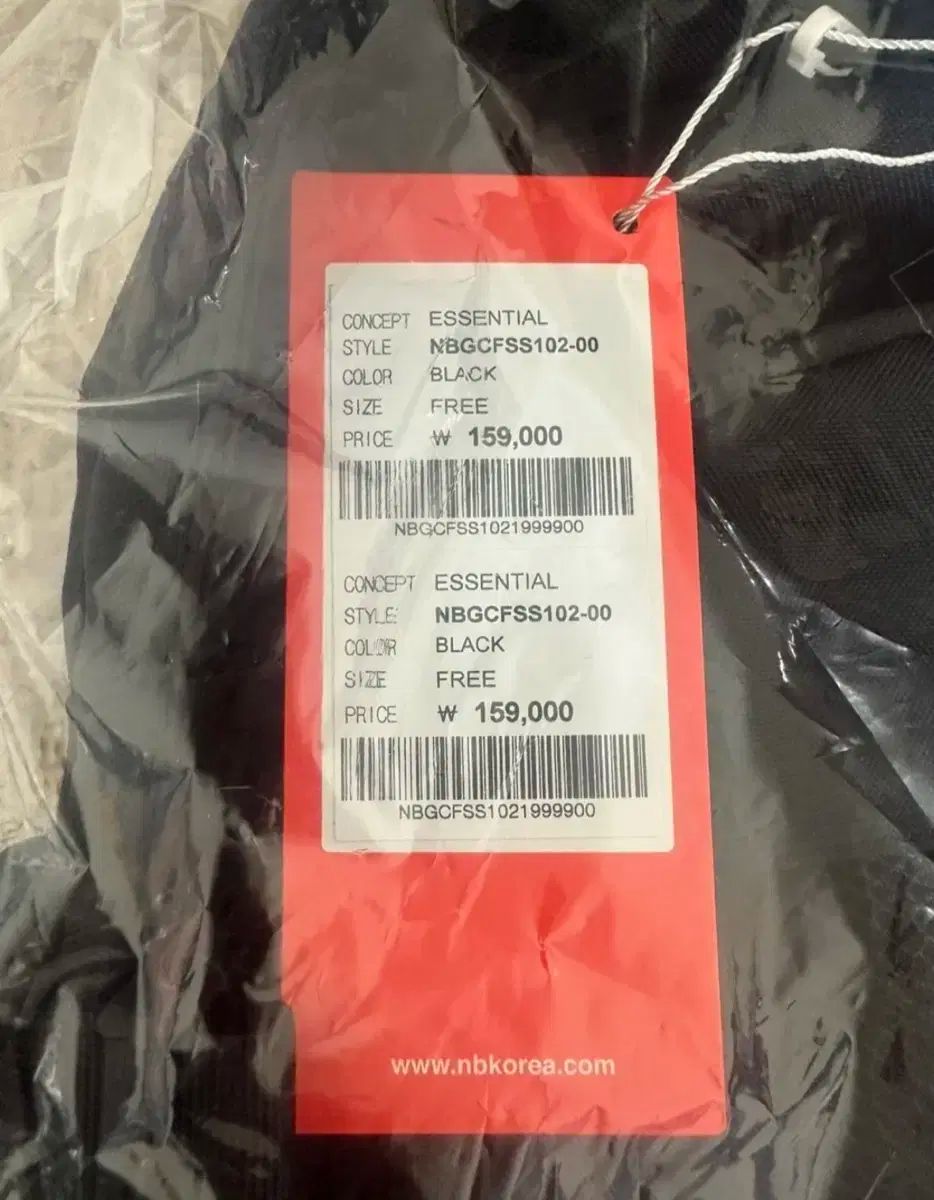 CONCEPT ESSENTIAL
STYLE NBGCFSS102-00
COLOR BLACK
SIZE FREE
PRICE ₩ 159,000
NBGCFSS1021999900
CONCEPT ESSENTIAL
STYLE NBGCFSS102-00
COLOR BLACK
SIZE FREE
PRICE ₩ 159,000
NBGCFSS1021999900
www.nbkorea.com